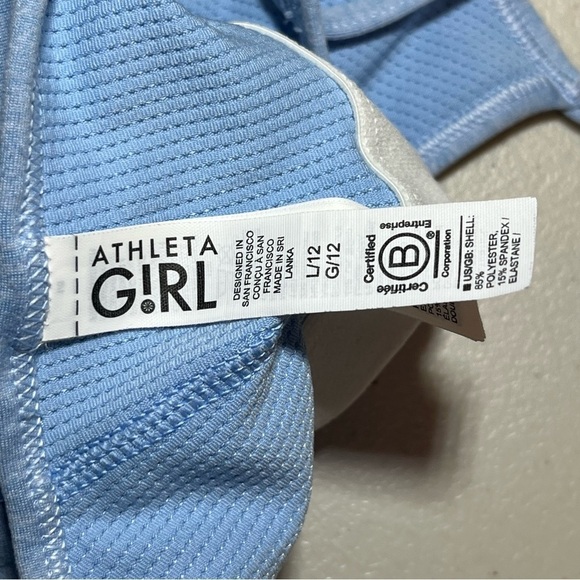 ATHLETA
GIRL
DESIGNED IN
SAN FRANCISCO
CONÇU À SAN
FRANCISCO
MADE IN SRI
LANKA
L/12
G/12
Certified
Certifiée
B
®
Entreprise
Corporation
US/GB: SHELL:
85%
POLYESTER,
15% SPANDEX /
ELASTANE /